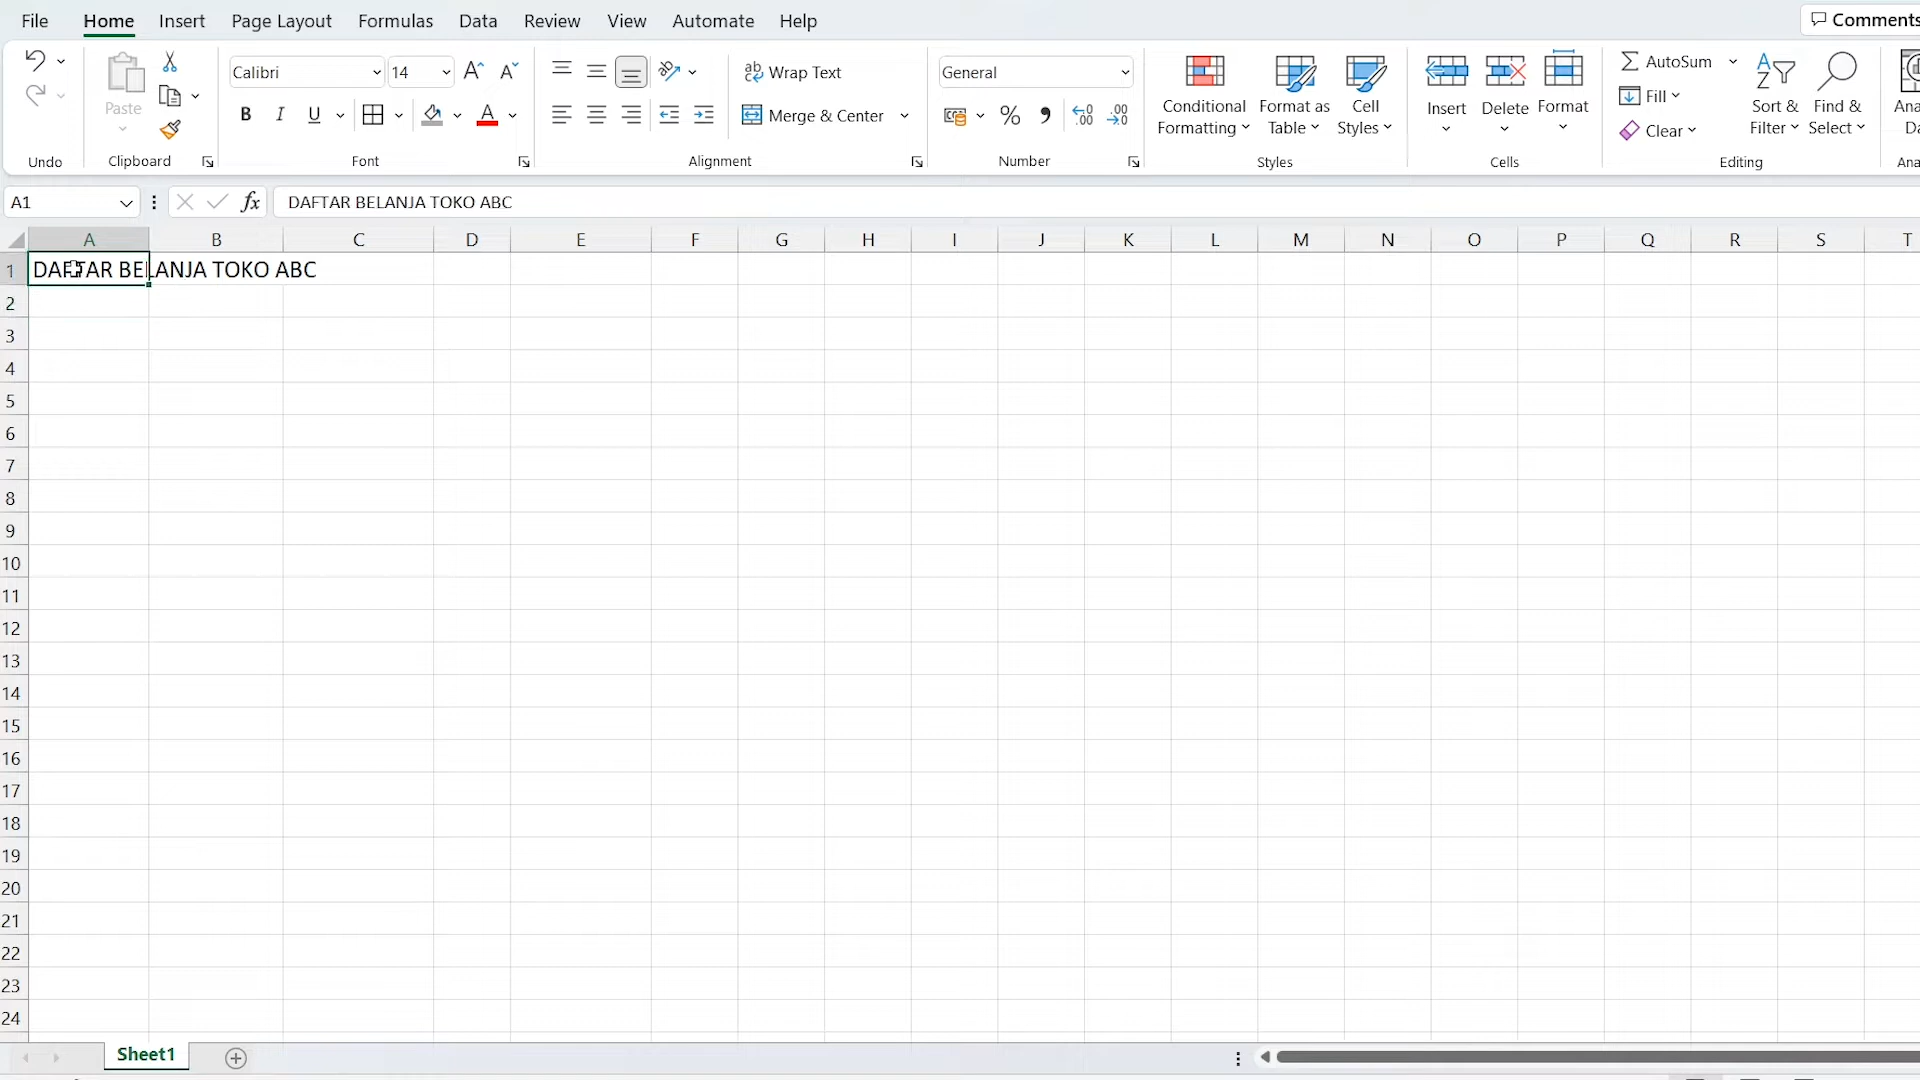 File Home Insert Page Layout Formulas Data Review View Automate Help Comments
Calibri 14 Wrap Text General AutoSum
Paste B I U A Merge & Center % Conditional Formatting Format as Table Cell Styles Insert Delete Format Fill Clear Sort & Filter Find & Select
Undo Clipboard Font Alignment Number Styles Cells Editing
A1 fx DAFTAR BELANJA TOKO ABC
A B C D E F G H I J K L M N O P Q R S T
1 DAFTAR BELANJA TOKO ABC
2
3
4
5
6
7
8
9
10
11
12
13
14
15
16
17
18
19
20
21
22
23
24
Sheet1